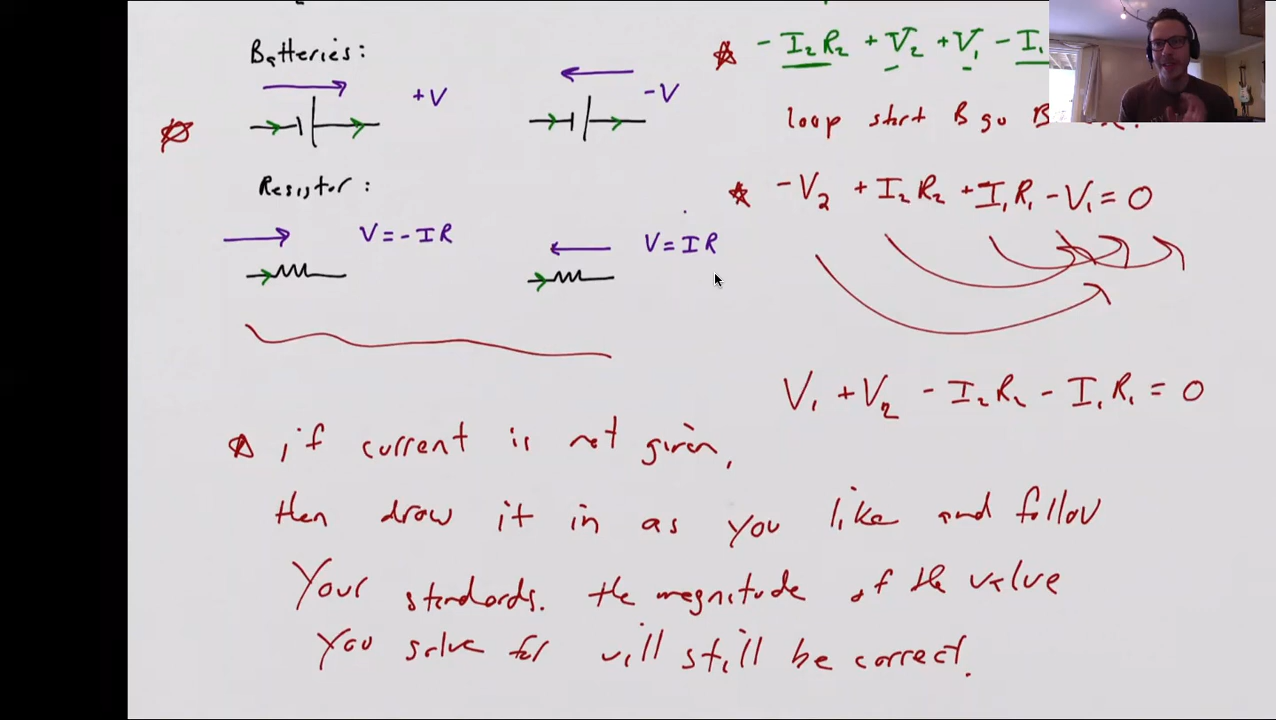 Batteries:
+V
-V
Resistor:
V = - I R
V = I R
- I₂R₂ + V₂ + V₁ - I₁
loop start B go B
- V₂ + I₂R₂ + I₁R₁ - V₁ = 0
V₁ + V₂ - I₂R₂ - I₁R₁ = 0
if current is not given,
then draw it in as you like and follow
Your standards. the magnitude of the value
You solve for will still be correct.